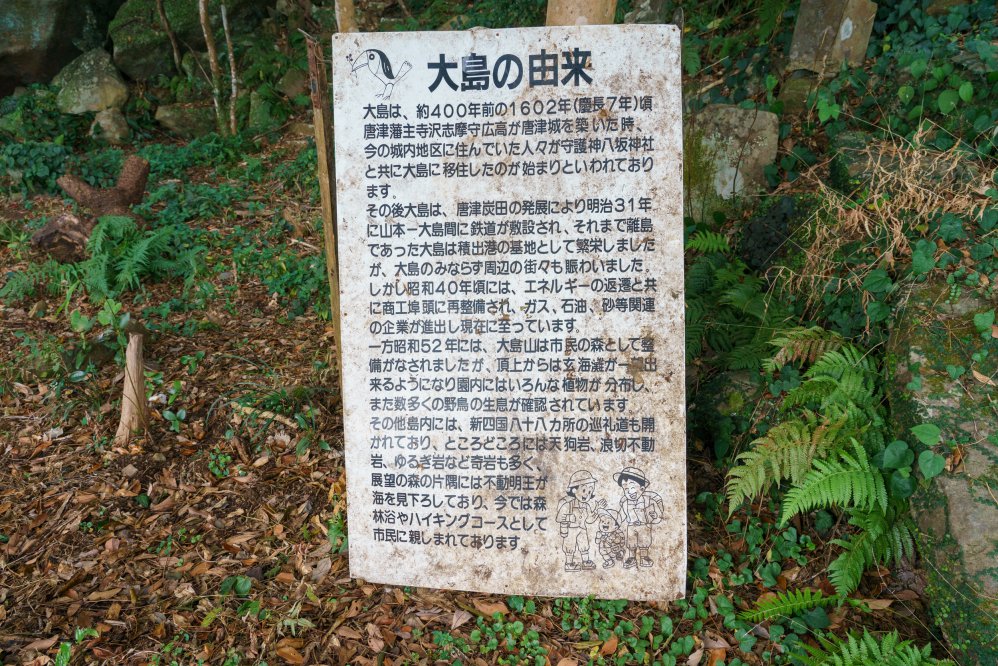 大島の由来
大島は、約400年前の1602年(慶長7年)頃
唐津藩主寺沢志摩守広高が唐津城を築いた時、
今の城内地区に住んでいた人々が守護神八坂神社
と共に大島に移住したのが始まりといわれており
ます。
その後大島は、唐津炭田の発展により明治31年
に山本一大島間に鉄道が敷設され、それまで離島
であった大島は積出港の基地として繁栄しました
が、大島のみならず周辺の街々も賑わいました。
しかし昭和40年頃には、エネルギーの返還と共
に商工埠頭に再整備され、ガス、石油、砂等関連
の企業が進出し現在に至っています。
一方昭和52年には、大島山は市民の森として整
備がなされましたが、頂上からは玄海灘が一望出
来るようになり園内にはいろんな植物が分布し、
また数多くの野鳥の生息が確認されています。
その他島内には、新四国八十八カ所の巡礼道も開
かれており、ところどころには天狗岩、浪切不動
岩、ゆるぎ岩など奇岩も多く、
展望の森の片隅には不動明王が
海を見下ろしており、今では森
林浴やハイキングコースとして
市民に親しまれております。